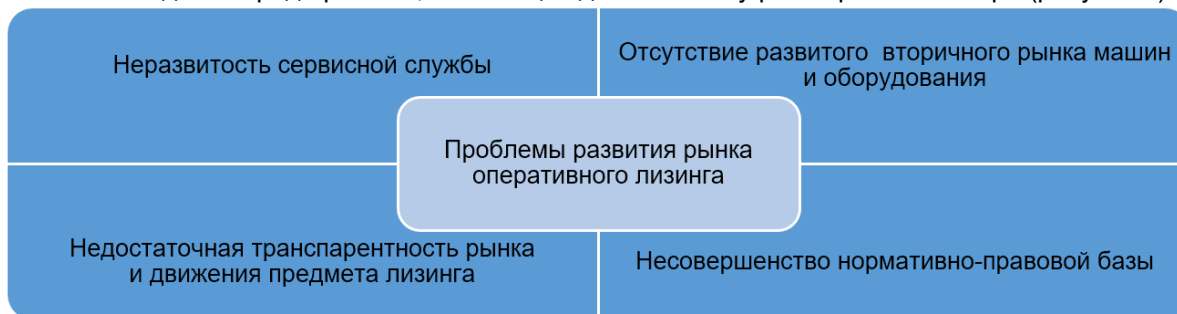 Неразвитость сервисной службы
Отсутствие развитого вторичного рынка машин
и оборудования
Проблемы развития рынка
оперативного лизинга
Недостаточная транспарентность рынка
и движения предмета лизинга
Несовершенство нормативно-правовой базы